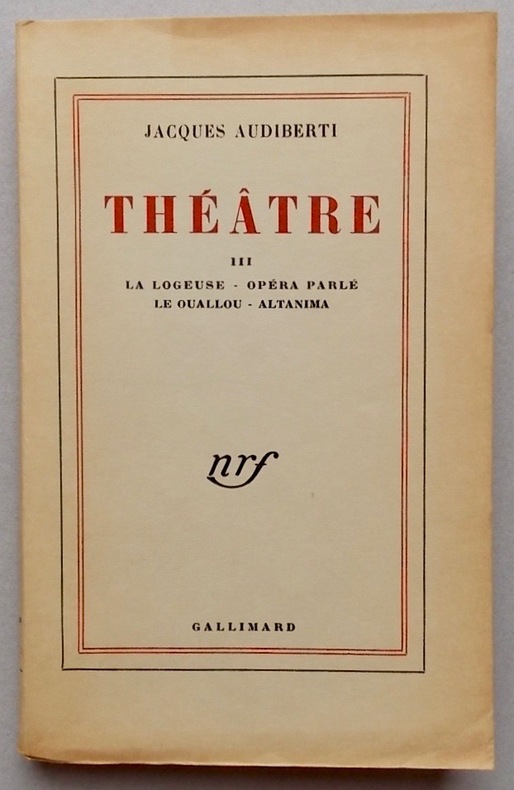 JACQUES AUDIBERTI
THÉÂTRE
III
LA LOGEUSE - OPÉRA PARLÉ
LE OUALLOU - ALTANIMA
nrf
GALLIMARD